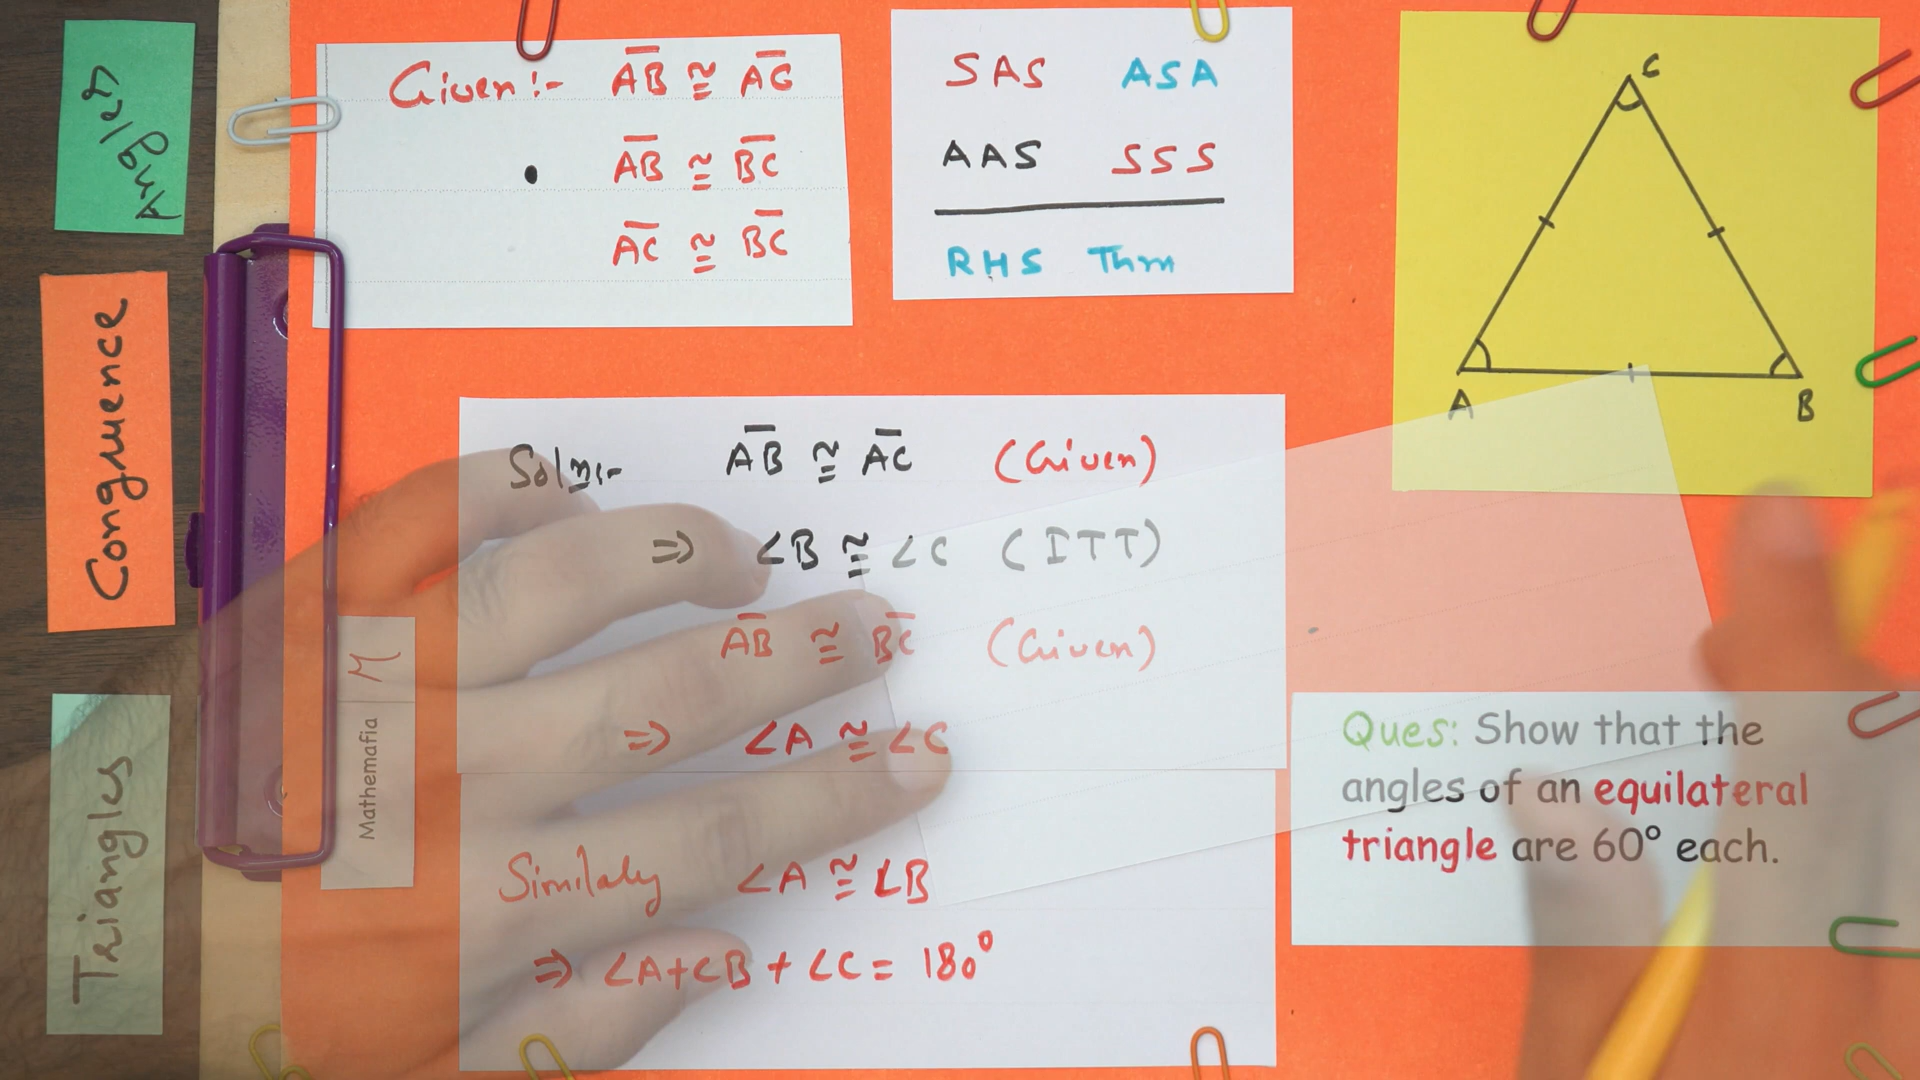 Angles
Congruence
Triangles
Given:- AB ≅ AC
AB ≅ BC
AC ≅ BC
SAS ASA
AAS SSS
RHS Thm
C
A
B
Soln:- AB ≅ AC (Given)
⇒ ∠B ≅ ∠C (ITT)
AB ≅ BC (Given)
⇒ ∠A ≅ ∠C
Similaly ∠A ≅ ∠B
⇒ ∠A+∠B + ∠C = 180°
Mathemafia M
Ques: Show that the
angles of an equilateral
triangle are 60° each.